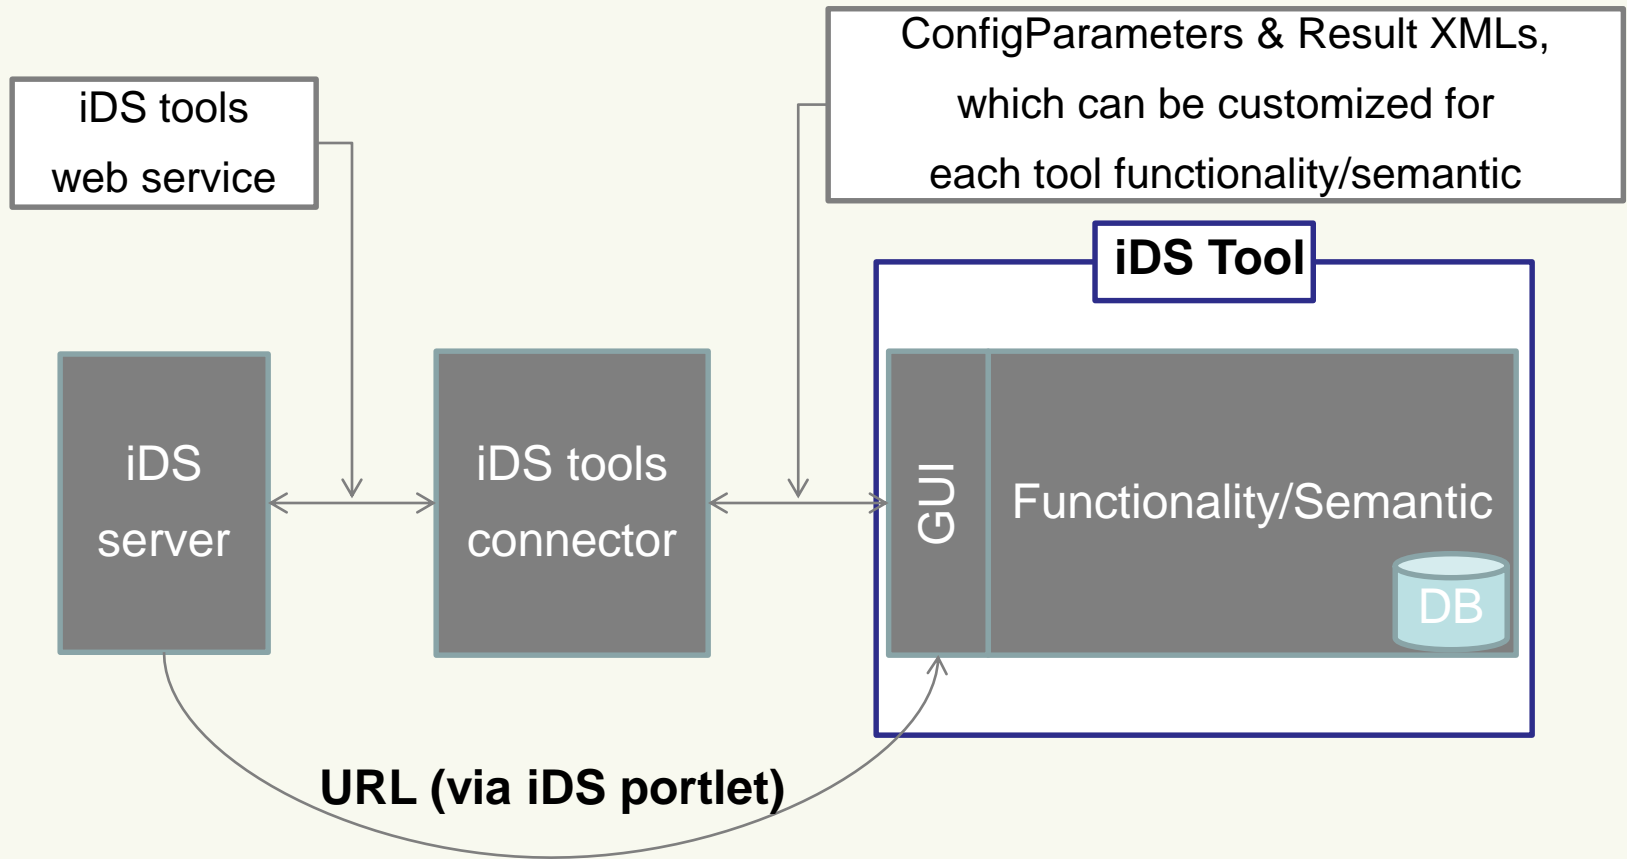 ConfigParameters & Result XMLs,
which can be customized for
each tool functionality/semantic
iDS tools
web service
iDS Tool
iDS
server
iDS tools
connector
GUI
Functionality/Semantic
DB
URL (via iDS portlet)